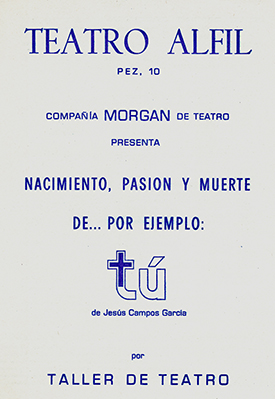 TEATRO ALFIL
PEZ, 10
COMPAÑÍA MORGAN DE TEATRO
PRESENTA
NACIMIENTO, PASION Y MUERTE
DE... POR EJEMPLO:
tú
de Jesús Campos García
por
TALLER DE TEATRO